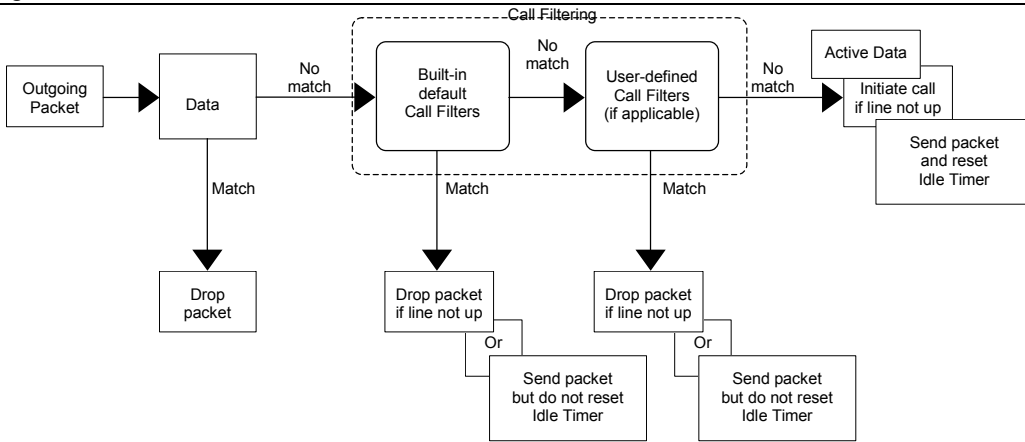 Call Filtering
Outgoing
Packet
Data
No
match
Built-in
default
Call Filters
No
match
User-defined
Call Filters
(if applicable)
No
match
Active Data
Initiate call
if line not up
Send packet
and reset
Idle Timer
Match
Match
Match
Drop
packet
Drop packet
if line not up
Or
Send packet
but do not reset
Idle Timer
Drop packet
if line not up
Or
Send packet
but do not reset
Idle Timer